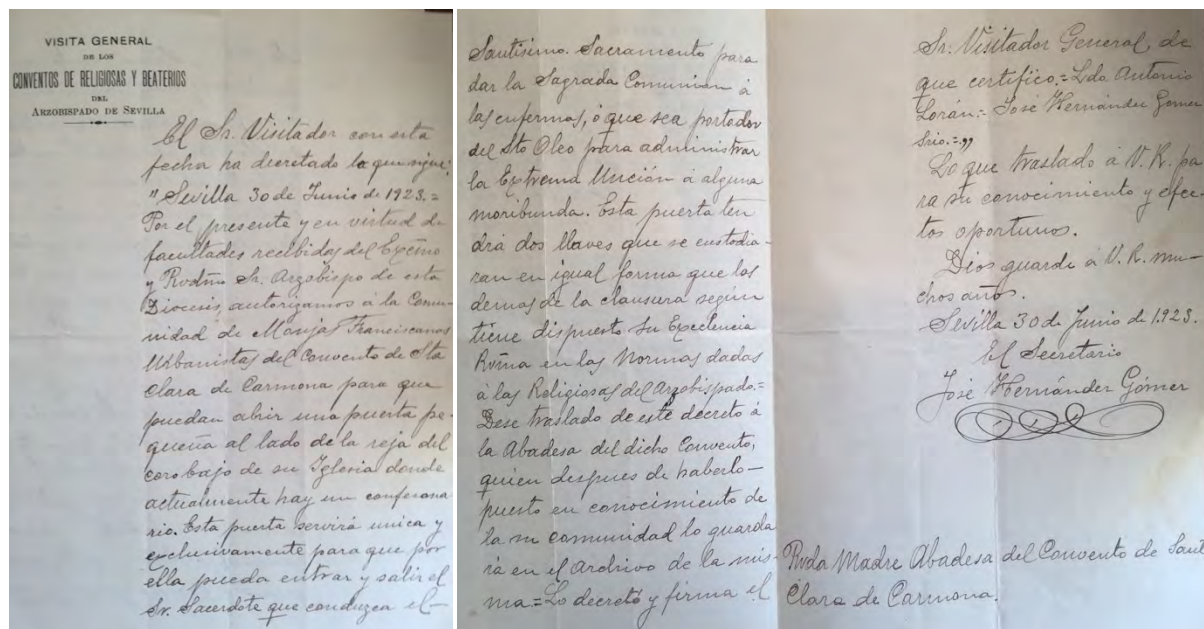 VISITA GENERAL
DE LOS
CONVENTOS DE RELIGIOSAS Y BEATERIOS
DEL
ARZOBISPADO DE SEVILLA
El Sr. Visitador con esta
fecha ha decretado lo que sigue:
"Sevilla 30 de Junio de 1923.=
Por el presente y en virtud de
facultades recibidas del Excmo
y Rvdmo Sr. Arzobispo de esta
Diocesis, autorizamos á la Comu-
nidad de Monjas Franciscanas
Urbanistas del Convento de Sta
Clara de Carmona para que
puedan abrir una puerta pe-
queña al lado de la reja del
coro bajo de su Iglesia donde
actualmente hay un confesona
rio. Esta puerta servirá unica y
exclusivamente para que por
ella pueda entrar y salir el
Sr. Sacerdote que conduzca el-
Santisimo Sacramento para
dar la Sagrada Comunion á
las enfermas, ó que sea portador
del Sto Oleo para administrar
la Extrema Unción á alguna
moribunda. Esta puerta ten
drá dos llaves que se custodia-
ran en igual forma que las
demas de la clausura según
tiene dispuesto Su Excelencia
Rvma en las Normas dadas
á las Religiosas del Arzobispado.=
Dese traslado de este decreto á
la Abadesa del dicho Convento,
quien despues de haberlo-
puesto en conocimiento de
la su comunidad lo guarda
rá en el archivo de la mis-
ma.=Lo decretó y firma el
Sr. Visitador General, de
que certifico.=Ldo Antonio
Lorán.=José Hernández Gómez
Srio.=."
Lo que traslado á V. R. pa-
ra su conocimiento y efec-
tos oportunos.
Dios guarde á V. R. mu-
chos años.
Sevilla 30 de Junio de 1923.
El Secretario
José Hernández Gómez
Rvda Madre Abadesa del Convento de Sant
Clara de Carmona.